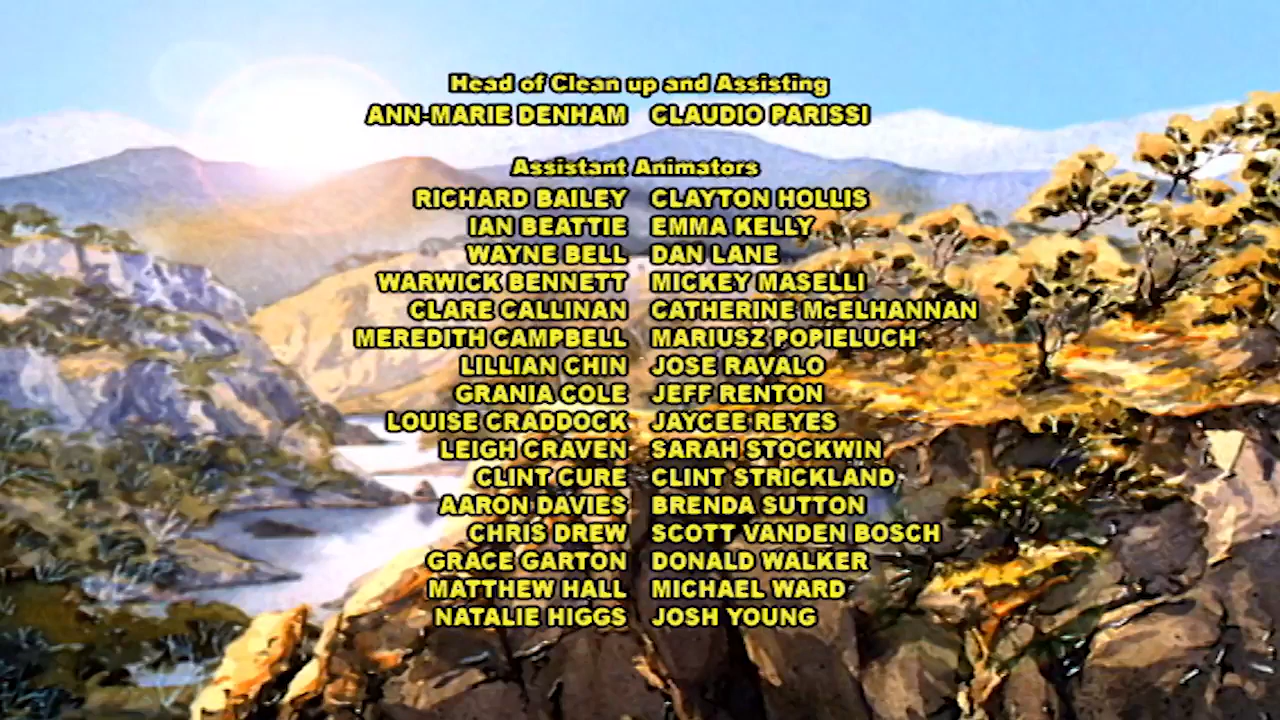 Head of Clean up and Assisting
ANN-MARIE DENHAM CLAUDIO PARISSI
Assistant Animators
RICHARD BAILEY CLAYTON HOLLIS
IAN BEATTIE EMMA KELLY
WAYNE BELL DAN LANE
WARWICK BENNETT MICKEY MASELLI
CLARE CALLINAN CATHERINE McELHANNAN
MEREDITH CAMPBELL MARIUSZ POPIELUCH
LILLIAN CHIN JOSE RAVALO
GRANIA COLE JEFF RENTON
LOUISE CRADDOCK JAYCEE REYES
LEIGH CRAVEN SARAH STOCKWIN
CLINT CURE CLINT STRICKLAND
AARON DAVIES BRENDA SUTTON
CHRIS DREW SCOTT VANDEN BOSCH
GRACE GARTON DONALD WALKER
MATTHEW HALL MICHAEL WARD
NATALIE HIGGS JOSH YOUNG